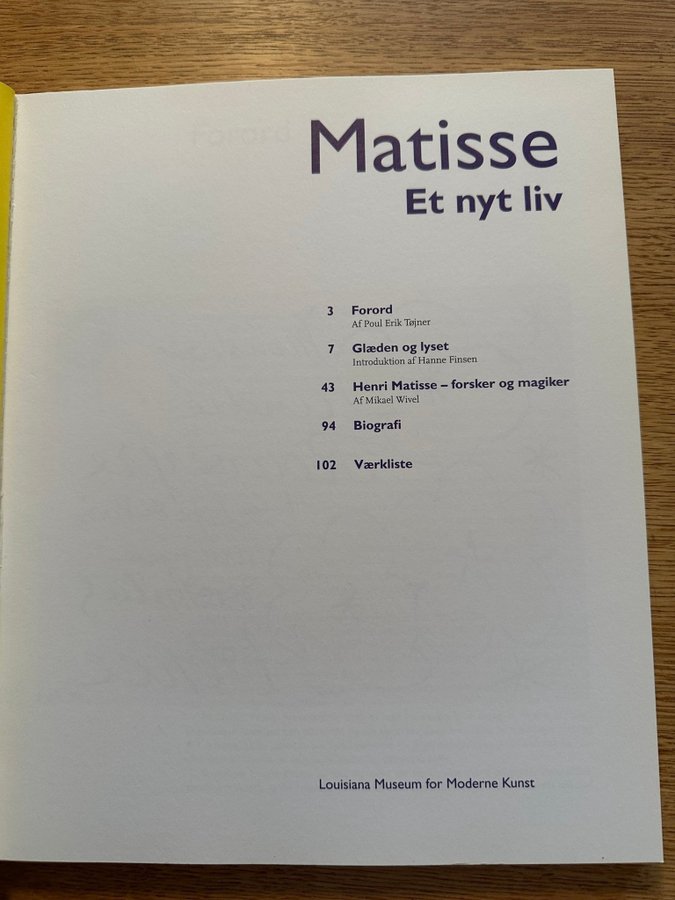 Matisse
Et nyt liv
3 Forord
Af Poul Erik Tøjner
7 Glæden og lyset
Introduktion af Hanne Finsen
43 Henri Matisse – forsker og magiker
Af Mikael Wivel
94 Biografi
102 Værkliste
Louisiana Museum for Moderne Kunst